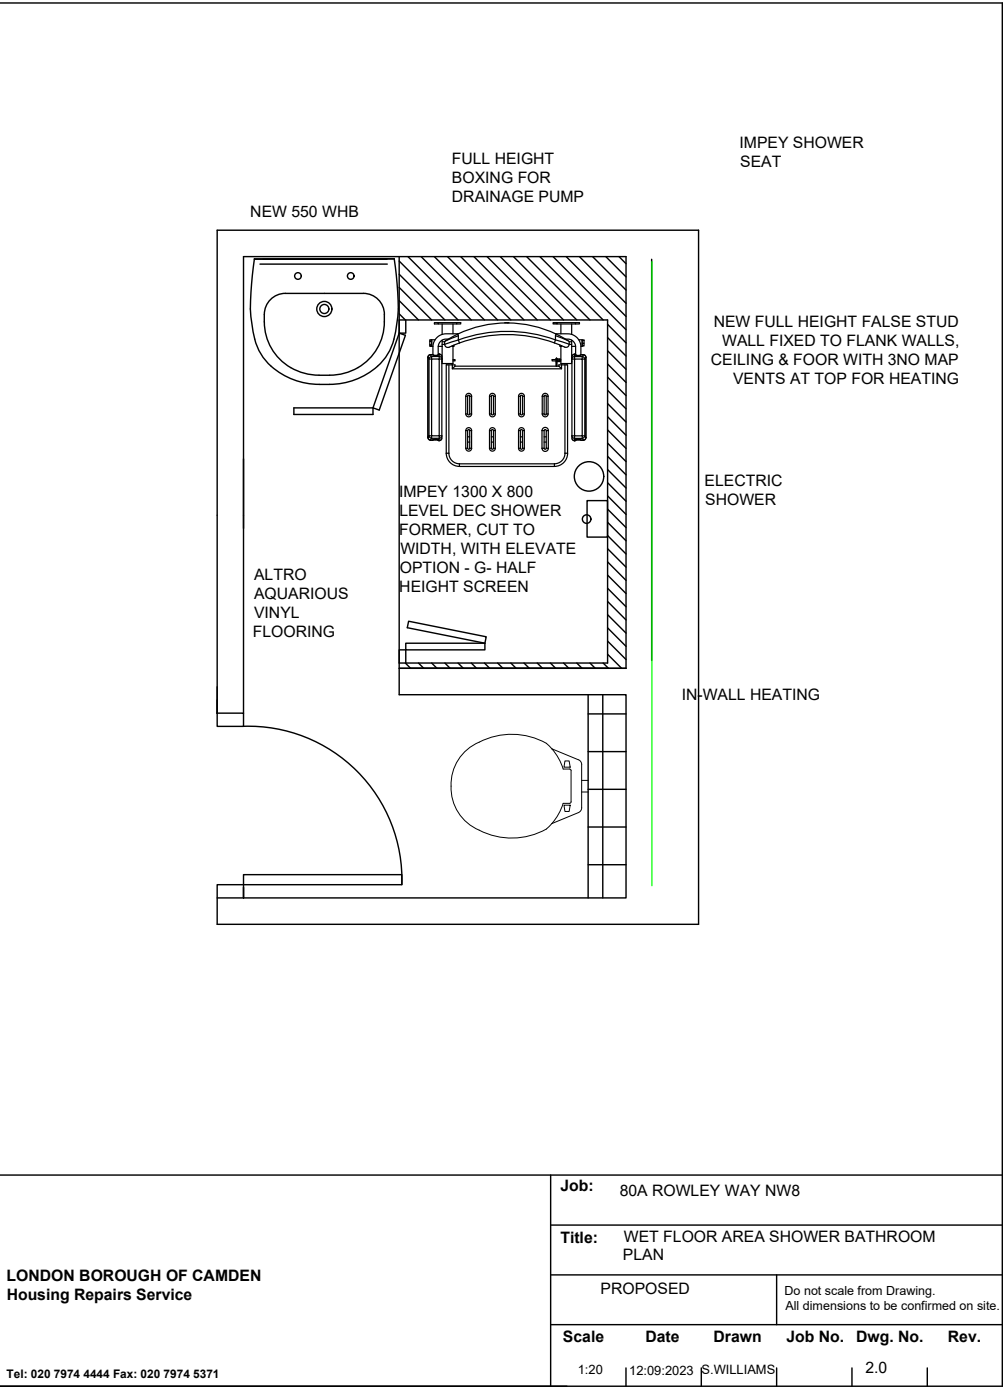 IMPEY SHOWER
SEAT
FULL HEIGHT
BOXING FOR
DRAINAGE PUMP
NEW 550 WHB
NEW FULL HEIGHT FALSE STUD
WALL FIXED TO FLANK WALLS,
CEILING & FOOR WITH 3NO MAP
VENTS AT TOP FOR HEATING
ELECTRIC
SHOWER
IMPEY 1300 X 800
LEVEL DEC SHOWER
FORMER, CUT TO
WIDTH, WITH ELEVATE
OPTION - G- HALF
HEIGHT SCREEN
ALTRO
AQUARIOUS
VINYL
FLOORING
IN-WALL HEATING
LONDON BOROUGH OF CAMDEN
Housing Repairs Service
Tel: 020 7974 4444 Fax: 020 7974 5371
Job: 80A ROWLEY WAY NW8
Title: WET FLOOR AREA SHOWER BATHROOM
PLAN
PROPOSED
Do not scale from Drawing.
All dimensions to be confirmed on site.
Scale Date Drawn Job No. Dwg. No. Rev.
1:20 12:09:2023 S.WILLIAMS 2.0